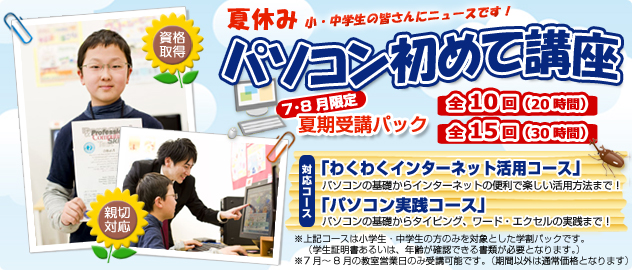 夏休み 小・中学生の皆さんにニュースです！
パソコン初めて講座
資格
取得
7・8月限定
夏期受講パック
全10回（20時間）
全15回（30時間）
親切
対応
対応コース
「わくわくインターネット活用コース」
パソコンの基礎からインターネットの便利で楽しい活用方法まで！
「パソコン実践コース」
パソコンの基礎からタイピング、ワード・エクセルの実践まで！
※上記コースは小学生・中学生の方のみを対象とした学割パックです。
（学生証明書あるいは、年齢が確認できる書類が必要となります。）
※7月～8月の教室営業日のみ受講可能です。（期間以外は通常価格となります）